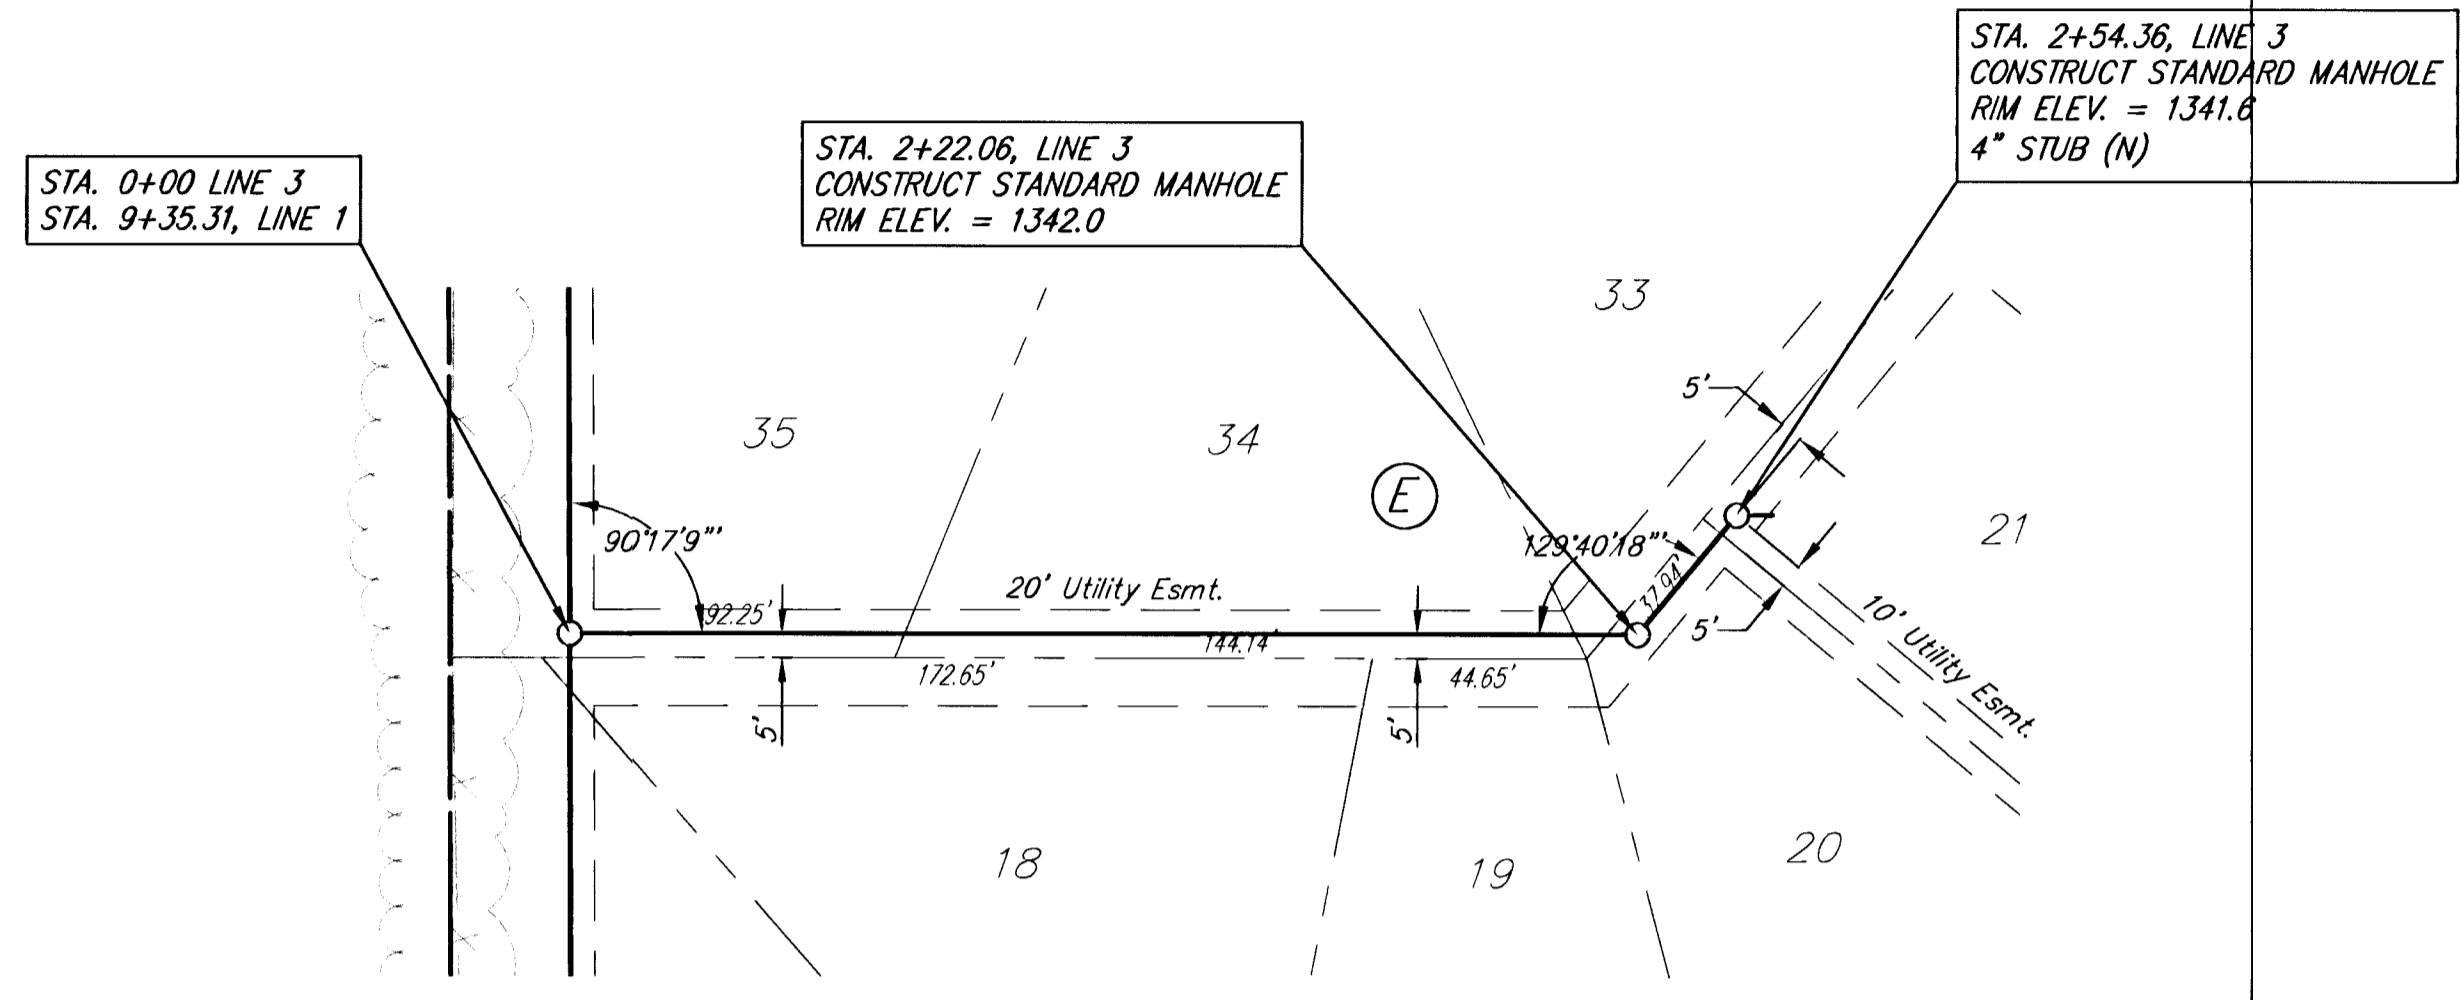 STA. 2+54.36, LINE 3
CONSTRUCT STANDARD MANHOLE
RIM ELEV. = 1341.6
4" STUB (N)
STA. 2+22.06, LINE 3
CONSTRUCT STANDARD MANHOLE
RIM ELEV. = 1342.0
STA. 0+00 LINE 3
STA. 9+35.31, LINE 1
33
5'
35
34
E
21
90°17'9"'
129°40'18"'
37.94'
20' Utility Esmt.
92.25'
144.14'
10' Utility Esmt.
5'
172.65'
44.65'
5'
5'
18
19
20